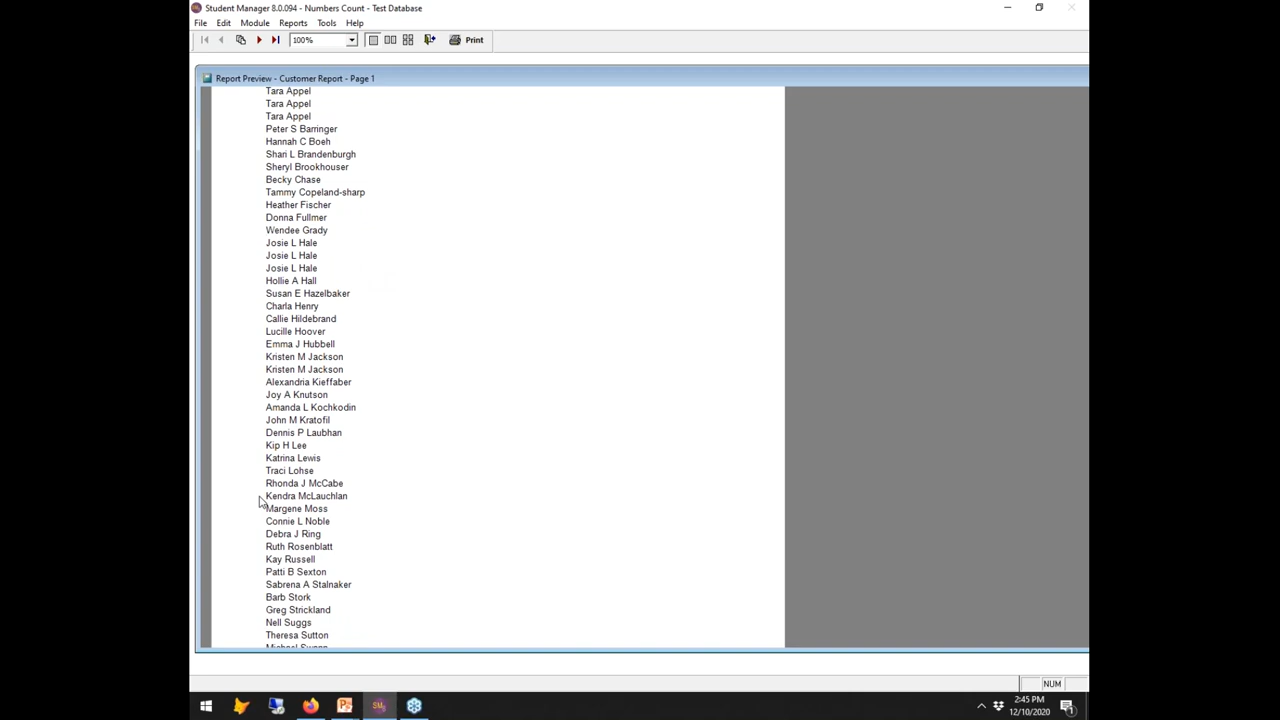 Student Manager 8.0.094 - Numbers Count - Test Database
File Edit Module Reports Tools Help
100% Print
Report Preview - Customer Report - Page 1
Tara Appel
Tara Appel
Tara Appel
Peter S Barringer
Hannah C Boeh
Shari L Brandenburgh
Sheryl Brookhouser
Becky Chase
Tammy Copeland-sharp
Heather Fischer
Donna Fullmer
Wendee Grady
Josie L Hale
Josie L Hale
Josie L Hale
Hollie A Hall
Susan E Hazelbaker
Charla Henry
Callie Hildebrand
Lucille Hoover
Emma J Hubbell
Kristen M Jackson
Kristen M Jackson
Alexandria Kieffaber
Joy A Knutson
Amanda L Kochkodin
John M Kratofil
Dennis P Laubhan
Kip H Lee
Katrina Lewis
Traci Lohse
Rhonda J McCabe
Kendra McLauchlan
Margene Moss
Connie L Noble
Debra J Ring
Ruth Rosenblatt
Kay Russell
Patti B Sexton
Sabrena A Stalnaker
Barb Stork
Greg Strickland
Nell Suggs
Theresa Sutton
Michael
NUM
SM
2:45 PM
12/10/2020
1